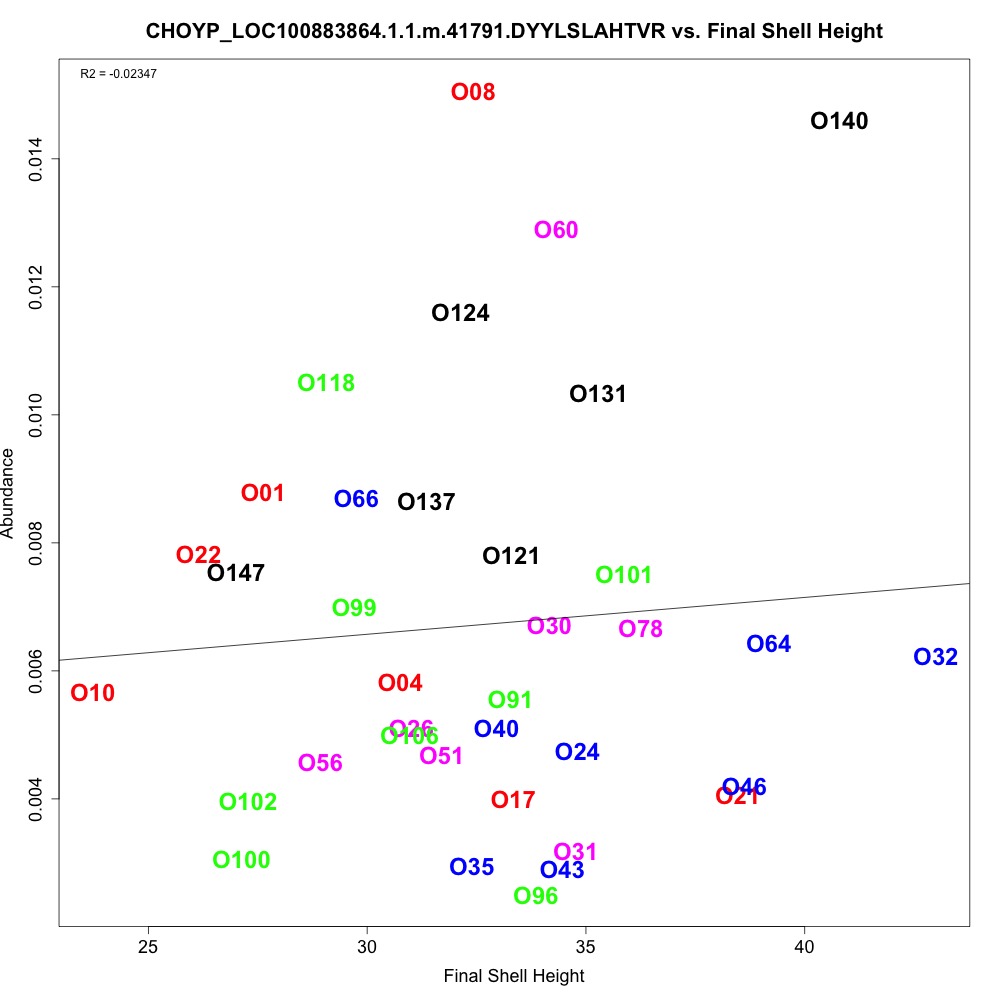 CHOYP_LOC100883864.1.1.m.41791.DYYLSLAHTVR vs. Final Shell Height
R2 = -0.02347
O08
O140
O60
O124
O118
O131
O01
O66
O137
O22
O121
O147
O101
O99
O30
O78
O64
O32
O04
O10
O91
O26
O40
O106
O24
O51
O56
O46
O21
O17
O102
O31
O100
O35
O43
O96
0.014
0.012
0.010
0.008
0.006
0.004
Abundance
25 30 35 40
Final Shell Height